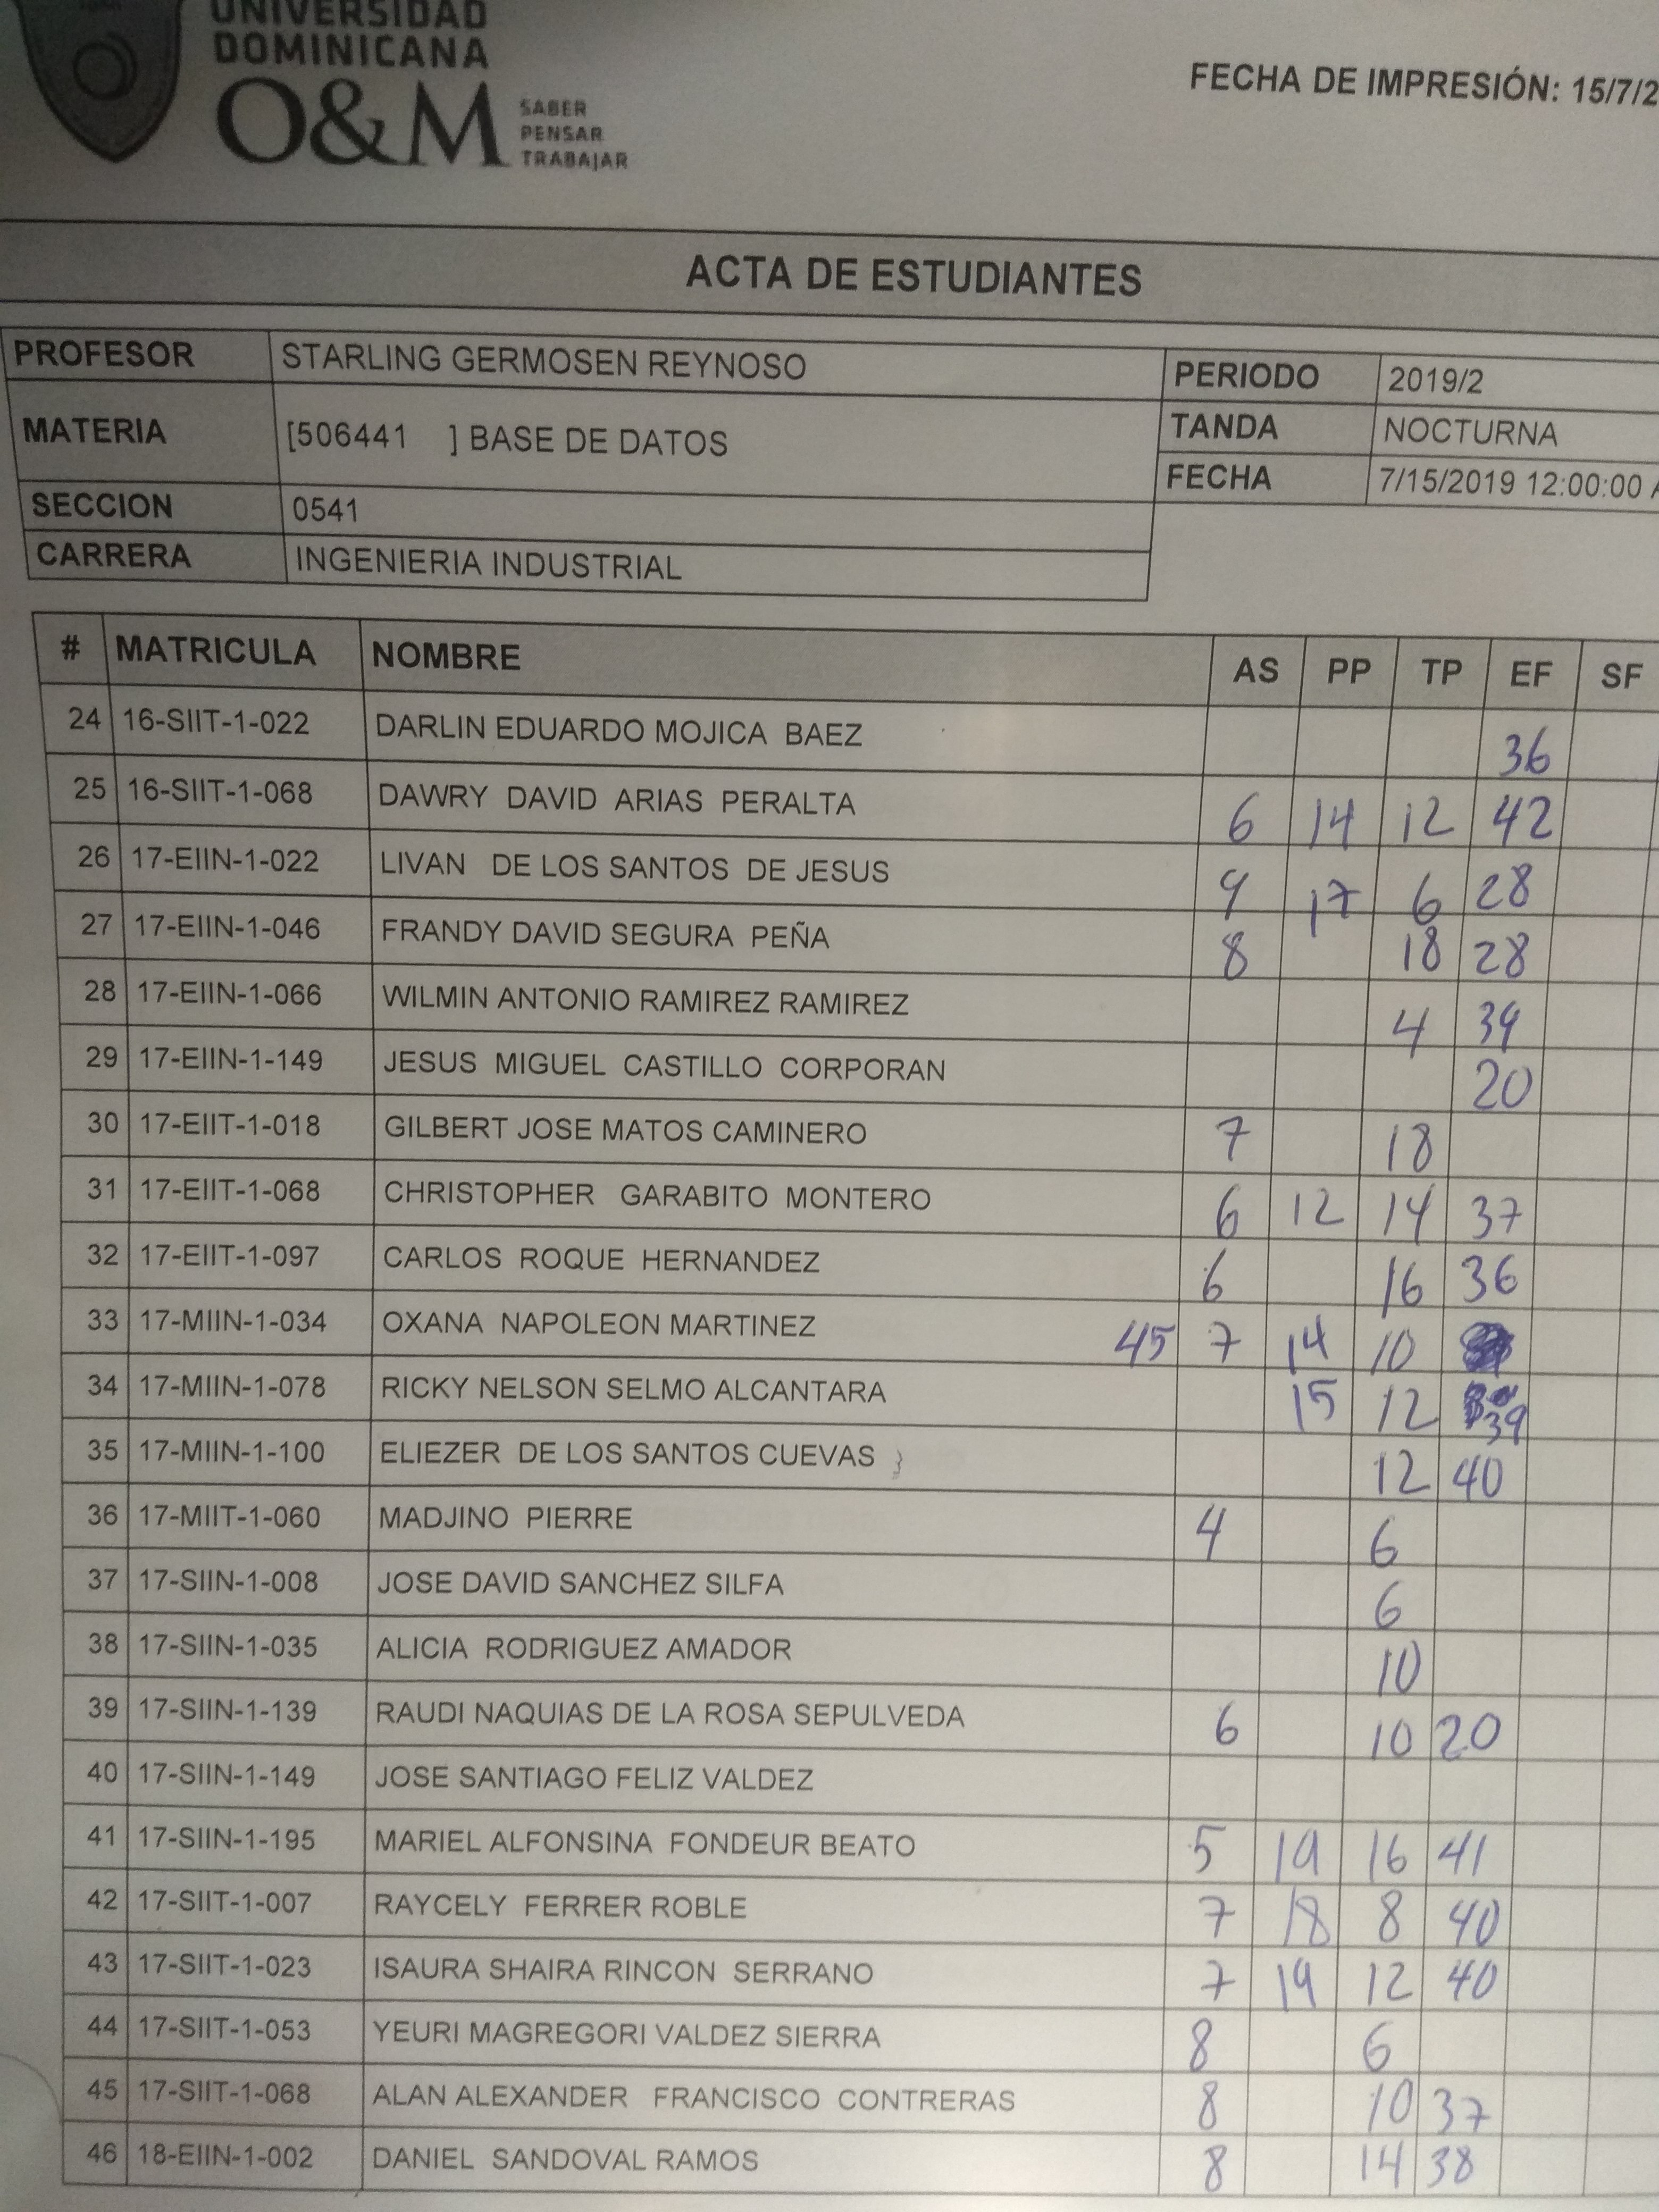 UNIVERSIDAD
DOMINICANA
O&M
SABER
PENSAR
TRABAJAR
FECHA DE IMPRESIÓN: 15/7/2
ACTA DE ESTUDIANTES
PROFESOR STARLING GERMOSEN REYNOSO PERIODO 2019/2
MATERIA [506441 ] BASE DE DATOS TANDA NOCTURNA
FECHA 7/15/2019 12:00:00
SECCION 0541
CARRERA INGENIERIA INDUSTRIAL
# MATRICULA NOMBRE AS PP TP EF SF
24 16-SIIT-1-022 DARLIN EDUARDO MOJICA BAEZ 36
25 16-SIIT-1-068 DAWRY DAVID ARIAS PERALTA 6 14 12 42
26 17-EIIN-1-022 LIVAN DE LOS SANTOS DE JESUS 9 17 6 28
27 17-EIIN-1-046 FRANDY DAVID SEGURA PEÑA 8 18 28
28 17-EIIN-1-066 WILMIN ANTONIO RAMIREZ RAMIREZ 4 39
29 17-EIIN-1-149 JESUS MIGUEL CASTILLO CORPORAN 20
30 17-EIIT-1-018 GILBERT JOSE MATOS CAMINERO 7 18
31 17-EIIT-1-068 CHRISTOPHER GARABITO MONTERO 6 12 14 37
32 17-EIIT-1-097 CARLOS ROQUE HERNANDEZ 6 16 36
33 17-MIIN-1-034 OXANA NAPOLEON MARTINEZ 45 7 14 10
34 17-MIIN-1-078 RICKY NELSON SELMO ALCANTARA 15 12 39
35 17-MIIN-1-100 ELIEZER DE LOS SANTOS CUEVAS 12 40
36 17-MIIT-1-060 MADJINO PIERRE 4 6
37 17-SIIN-1-008 JOSE DAVID SANCHEZ SILFA 6
38 17-SIIN-1-035 ALICIA RODRIGUEZ AMADOR 10
39 17-SIIN-1-139 RAUDI NAQUIAS DE LA ROSA SEPULVEDA 6 10 20
40 17-SIIN-1-149 JOSE SANTIAGO FELIZ VALDEZ
41 17-SIIN-1-195 MARIEL ALFONSINA FONDEUR BEATO 5 19 16 41
42 17-SIIT-1-007 RAYCELY FERRER ROBLE 7 18 8 40
43 17-SIIT-1-023 ISAURA SHAIRA RINCON SERRANO 7 19 12 40
44 17-SIIT-1-053 YEURI MAGREGORI VALDEZ SIERRA 8 6
45 17-SIIT-1-068 ALAN ALEXANDER FRANCISCO CONTRERAS 8 10 37
46 18-EIIN-1-002 DANIEL SANDOVAL RAMOS 8 14 38